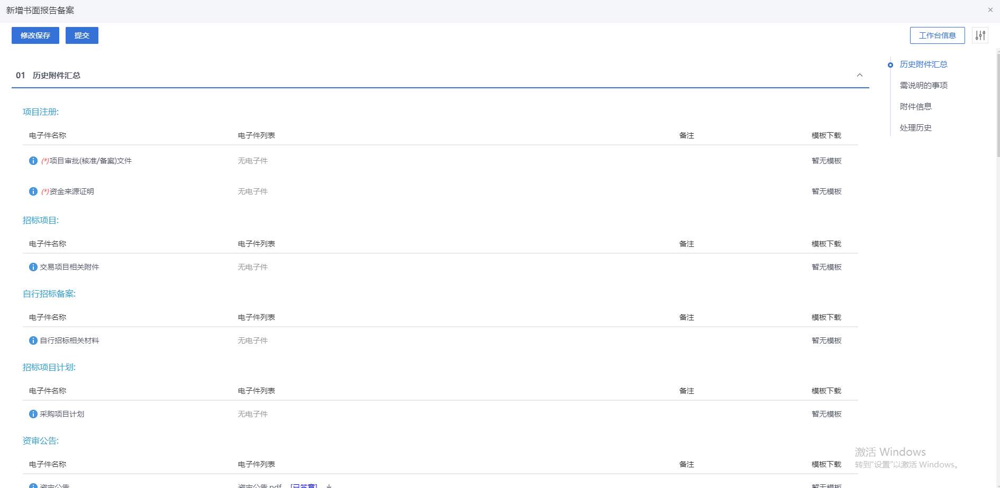 新增书面报告备案
修改保存 提交 工作台信息
01 历史附件汇总
历史附件汇总
需说明的事项
附件信息
处理历史
项目注册:
电子件名称 电子件列表 备注 模板下载
(*)项目审批(核准/备案)文件 无电子件 暂无模板
(*)资金来源证明 无电子件 暂无模板
招标项目:
电子件名称 电子件列表 备注 模板下载
交易项目相关附件 无电子件 暂无模板
自行招标备案:
电子件名称 电子件列表 备注 模板下载
自行招标相关材料 无电子件 暂无模板
招标项目计划:
电子件名称 电子件列表 备注 模板下载
采购项目计划 无电子件 暂无模板
资审公告:
电子件名称 电子件列表 备注 模板下载
资审公告 资审公告.pdf [已签章] 暂无模板
激活 Windows
转到“设置”以激活 Windows。